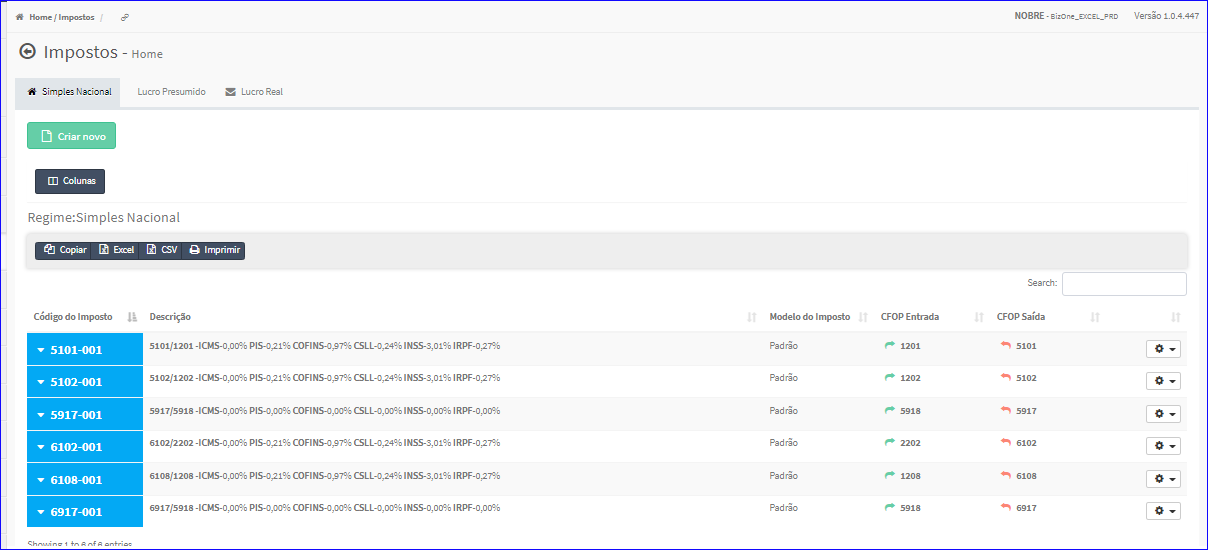 Home / Impostos /
NOBRE - BizOne_EXCEL_PRD Versão 1.0.4.447
Impostos - Home
Simples Nacional Lucro Presumido Lucro Real
Criar novo
Colunas
Regime:Simples Nacional
Copiar Excel CSV Imprimir
Search:
Código do Imposto Descrição Modelo do Imposto CFOP Entrada CFOP Saída
5101-001 5101/1201 -ICMS-0,00% PIS-0,21% COFINS-0,97% CSLL-0,24% INSS-3,01% IRPF-0,27% Padrão 1201 5101
5102-001 5102/1202 -ICMS-0,00% PIS-0,21% COFINS-0,97% CSLL-0,24% INSS-3,01% IRPF-0,27% Padrão 1202 5102
5917-001 5917/5918 -ICMS-0,00% PIS-0,00% COFINS-0,00% CSLL-0,00% INSS-0,00% IRPF-0,00% Padrão 5918 5917
6102-001 6102/2202 -ICMS-0,00% PIS-0,21% COFINS-0,97% CSLL-0,24% INSS-3,01% IRPF-0,27% Padrão 2202 6102
6108-001 6108/1208 -ICMS-0,00% PIS-0,21% COFINS-0,97% CSLL-0,24% INSS-3,01% IRPF-0,27% Padrão 1208 6108
6917-001 6917/5918 -ICMS-0,00% PIS-0,00% COFINS-0,00% CSLL-0,00% INSS-0,00% IRPF-0,00% Padrão 5918 6917
Showing 1 to 6 of 6 entries